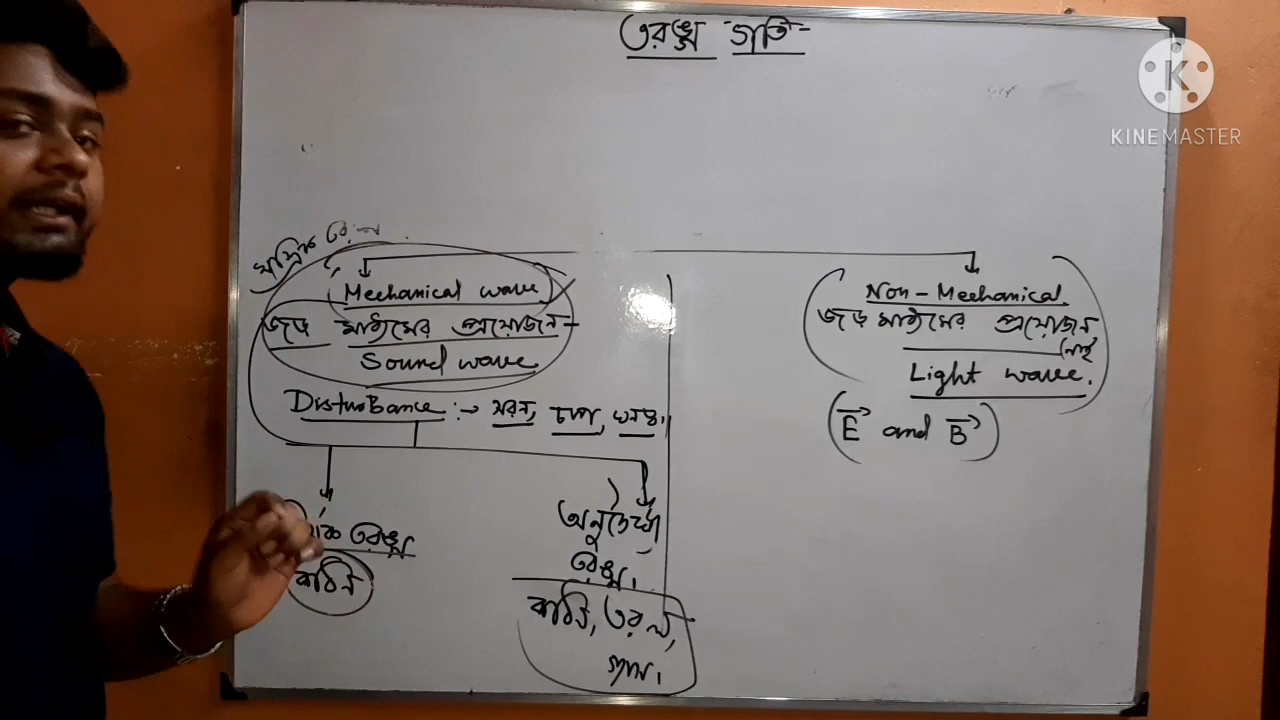 তরঙ্গ গতি-
KINEMASTER
যান্ত্রিক তরঙ্গ
Mechanical wave
জড় মাধ্যমের প্রয়োজন-
Sound wave
Disturbance :→ সরন, চাপ, ঘনত্ব।
তরঙ্গ
কঠিন
অনুদৈর্ঘ্য
তরঙ্গ।
কঠিন, তরল,
গ্যাস।
Non-Mechanical.
জড় মাধ্যমের প্রয়োজন
নেই
Light wave.
(E→ and B→)